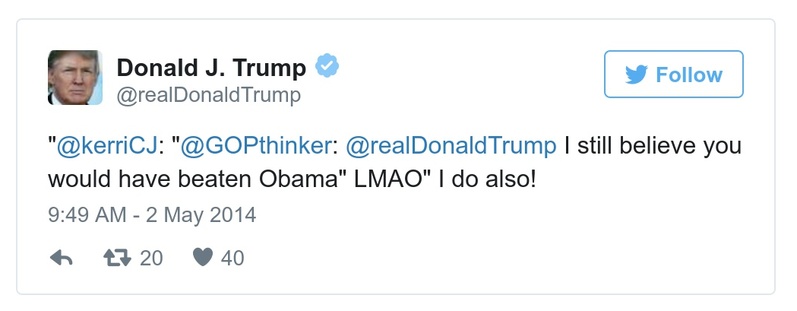 Donald J. Trump
@realDonaldTrump
Follow
"@kerriCJ: "@GOPthinker: @realDonaldTrump I still believe you
would have beaten Obama" LMAO" I do also!
9:49 AM - 2 May 2014
20 40